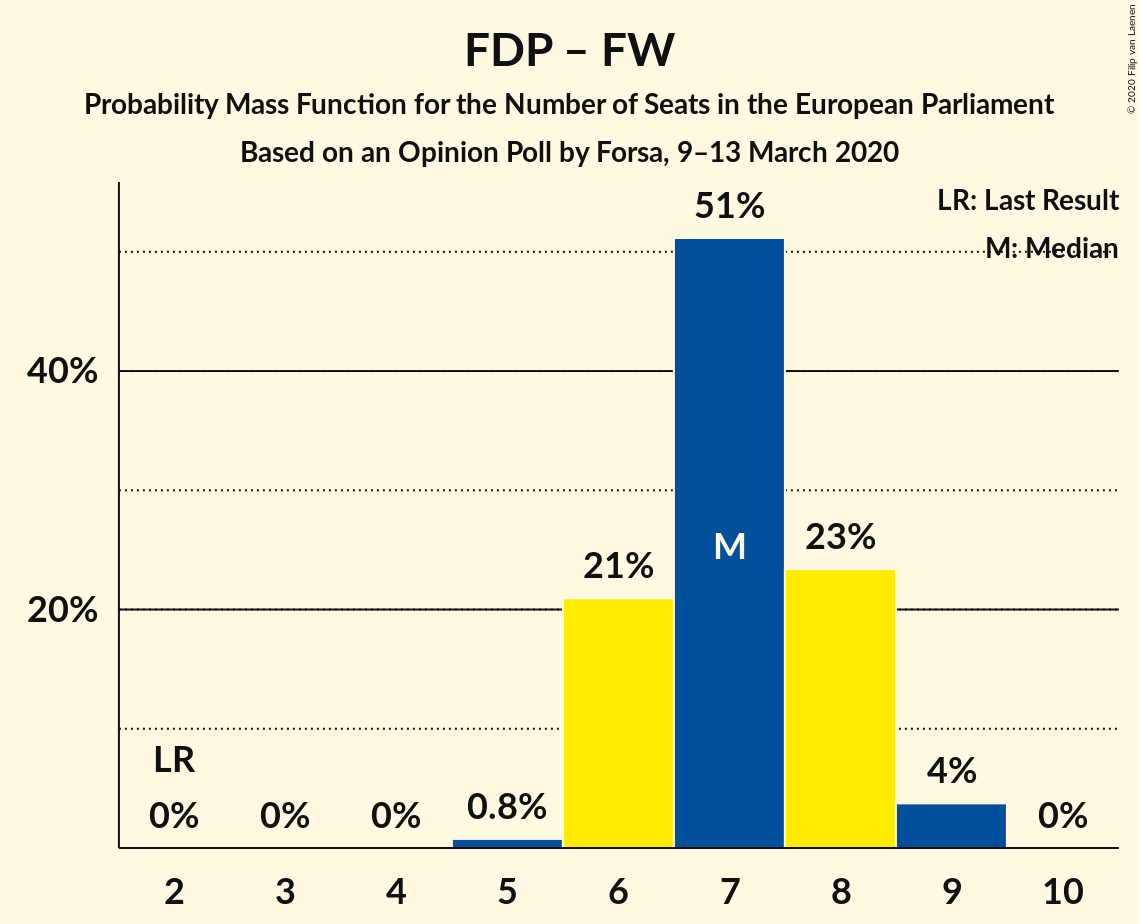 FDP – FW
Probability Mass Function for the Number of Seats in the European Parliament
Based on an Opinion Poll by Forsa, 9–13 March 2020
© 2020 Filip van Laenen
LR: Last Result
M: Median
51%
40%
M
23%
21%
20%
LR
4%
0.8%
0% 0% 0% 0%
2 3 4 5 6 7 8 9 10